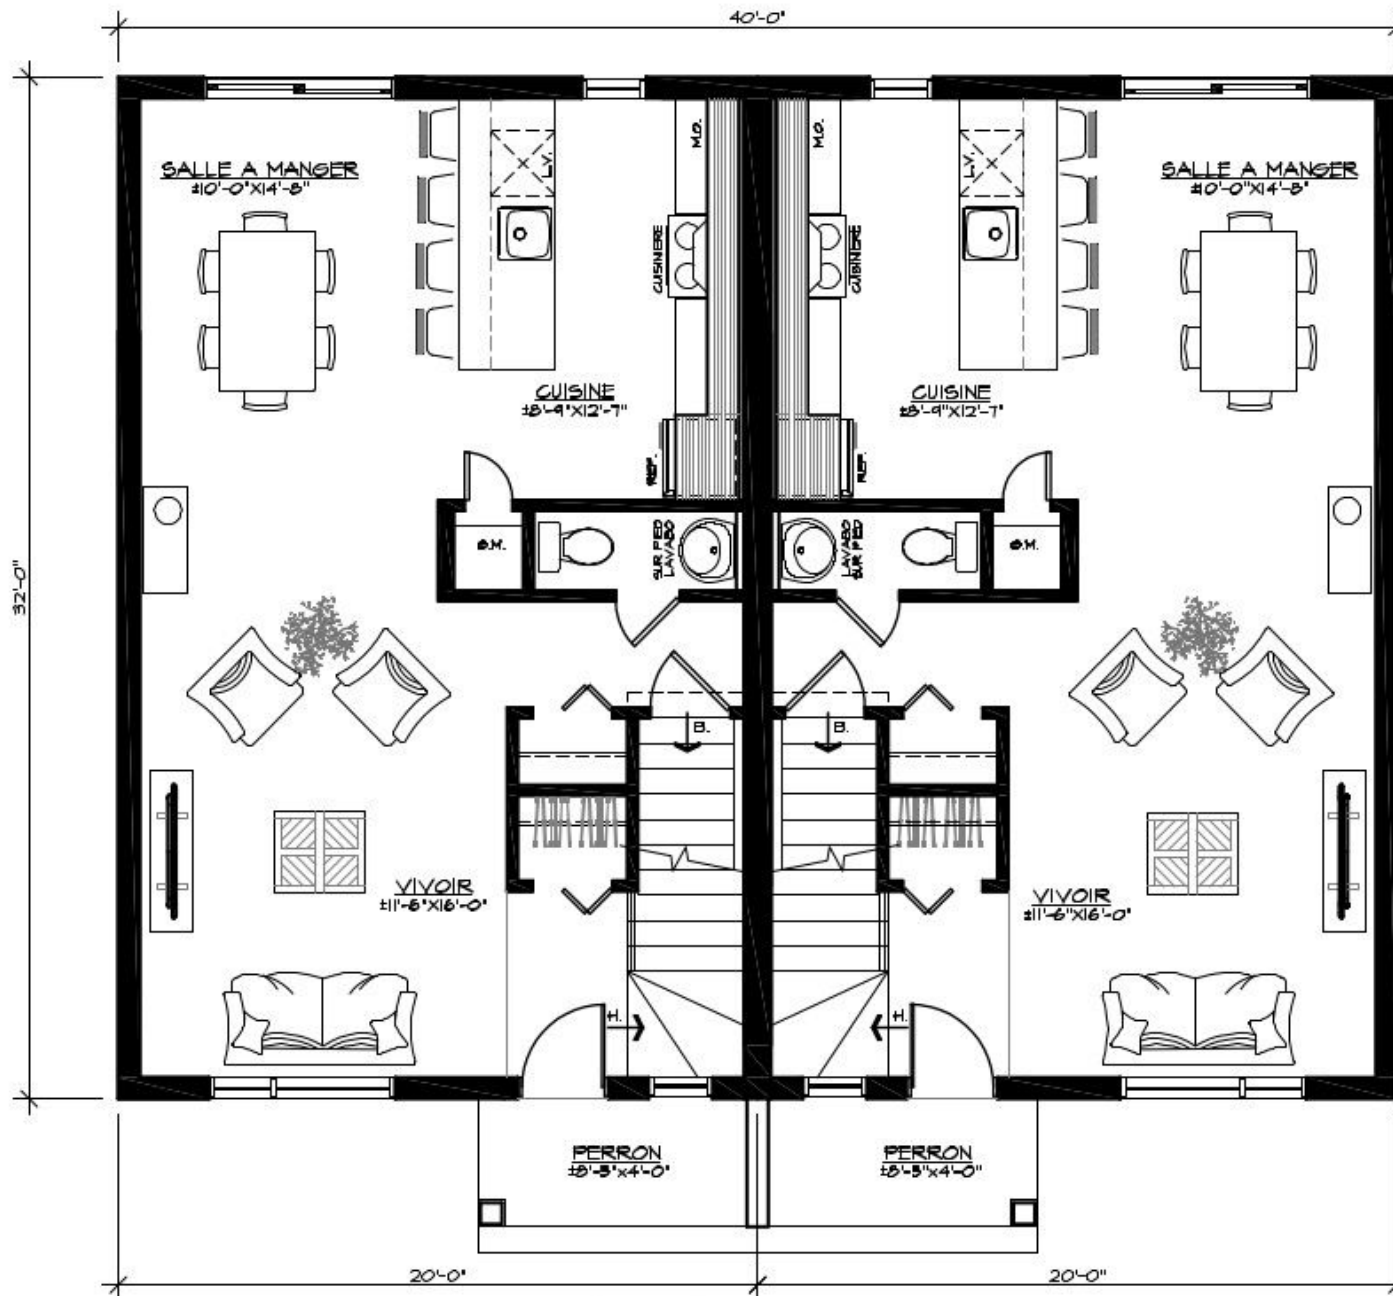 40'-0"
SALLE A MANGER
±10'-0"X14'-8"
L.V.
M.O.
M.O.
L.V.
SALLE A MANGER
±10'-0"X14'-8"
CUISINIERE
CUISINIERE
CUISINE
±8'-9"X12'-7"
CUISINE
±8'-9"X12'-7"
REF.
REF.
G.M.
LAVABO
SUR PIED
LAVABO
SUR PIED
G.M.
32'-0"
B.
B.
VIVOIR
±11'-6"X16'-0"
VIVOIR
±11'-6"X16'-0"
H.
H.
PERRON
±8'-3"x4'-0"
PERRON
±8'-3"x4'-0"
20'-0"
20'-0"